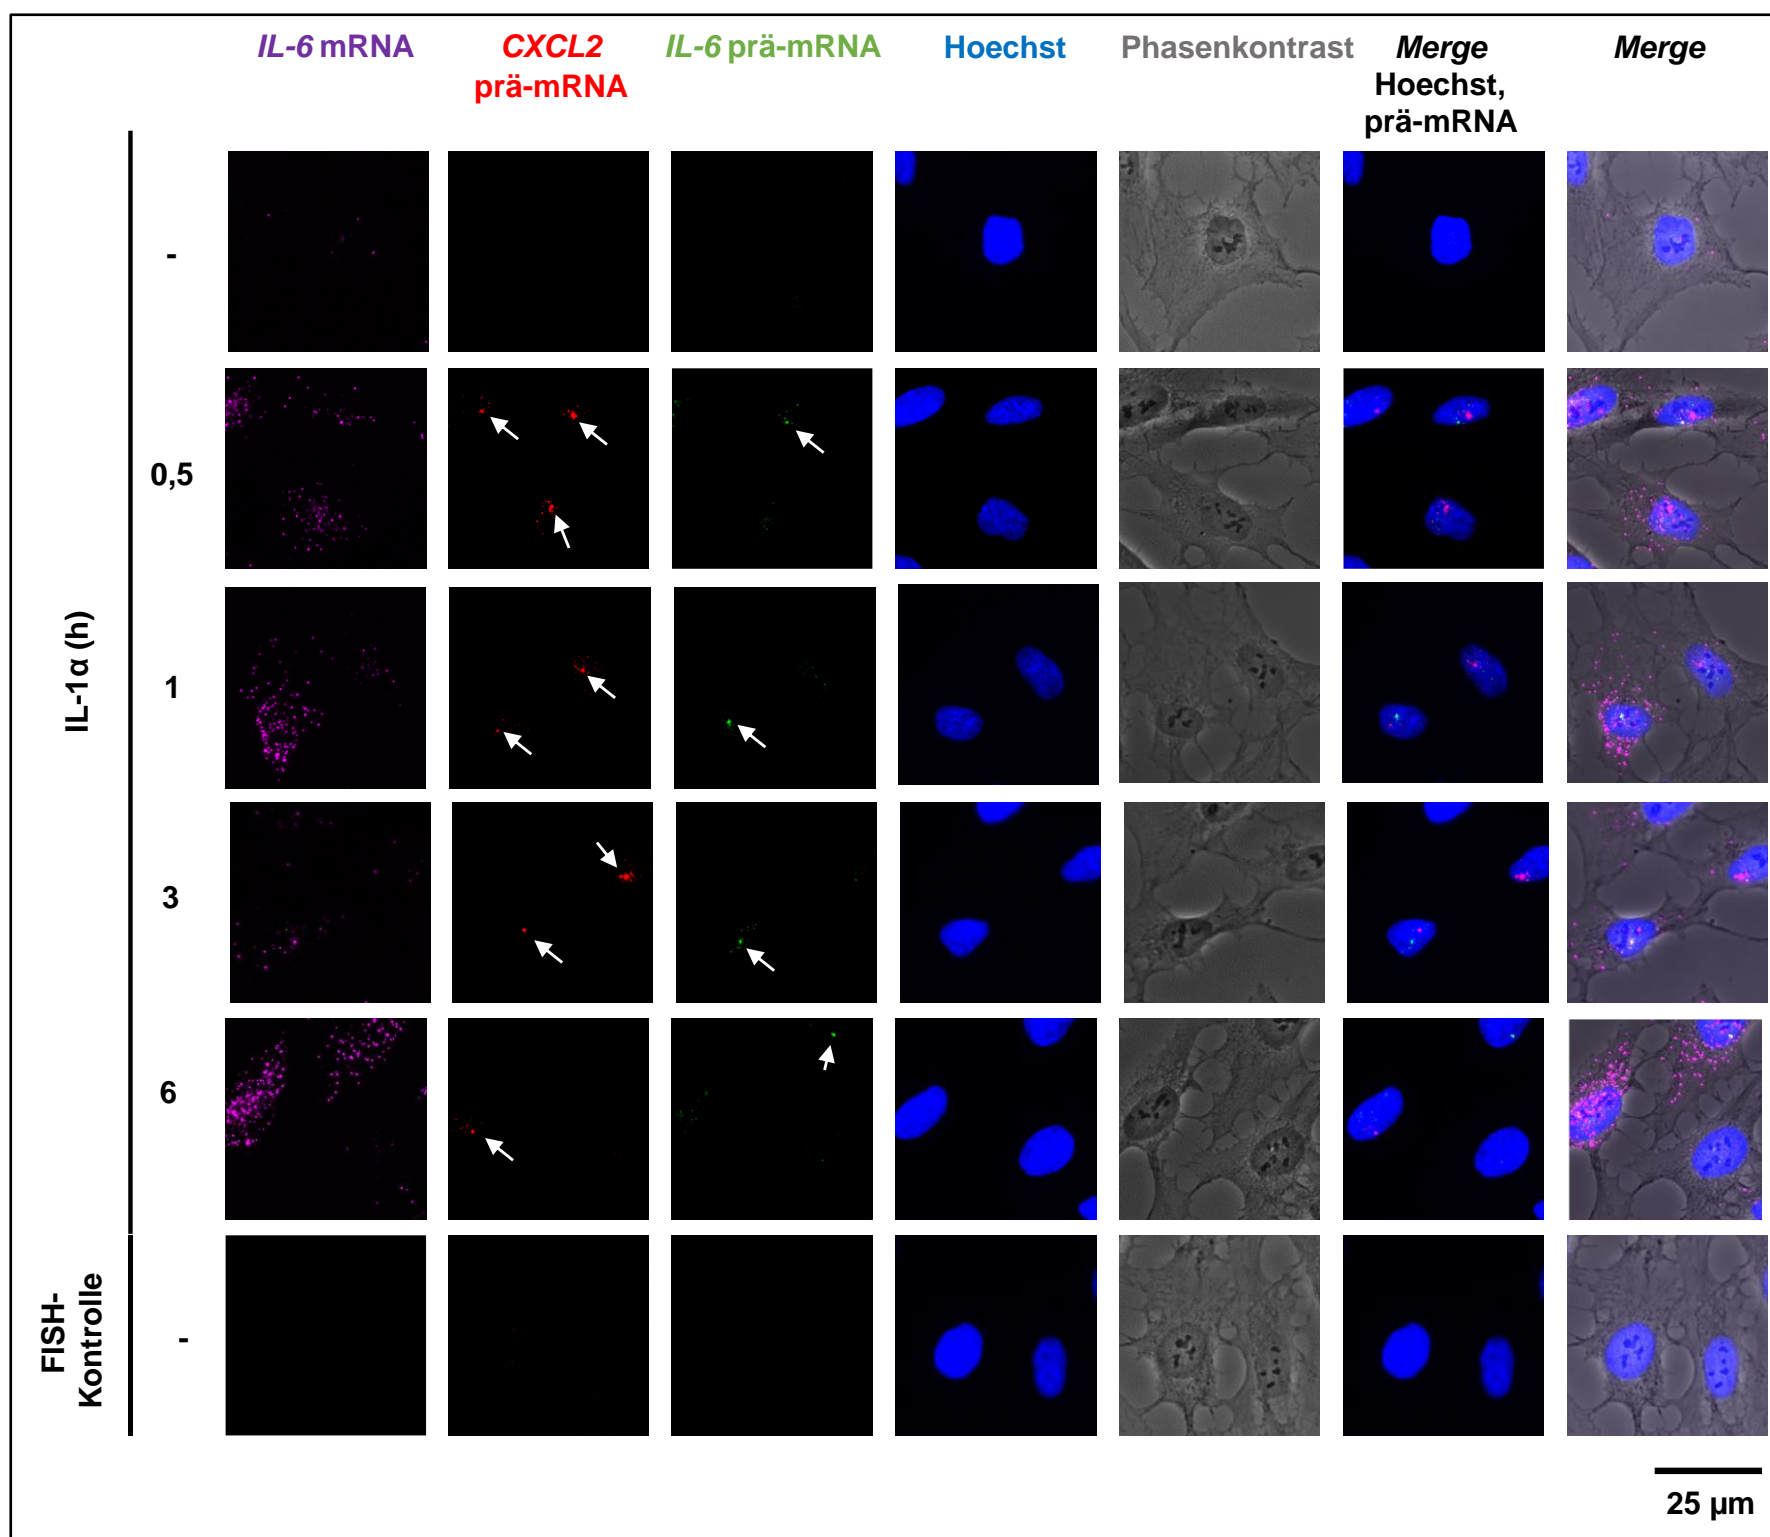 IL-6 mRNA
CXCL2
prä-mRNA
IL-6 prä-mRNA
Hoechst
Phasenkontrast
Merge
Hoechst,
prä-mRNA
Merge
IL-1α (h)
-
0,5
1
3
6
FISH-
Kontrolle
-
25 µm